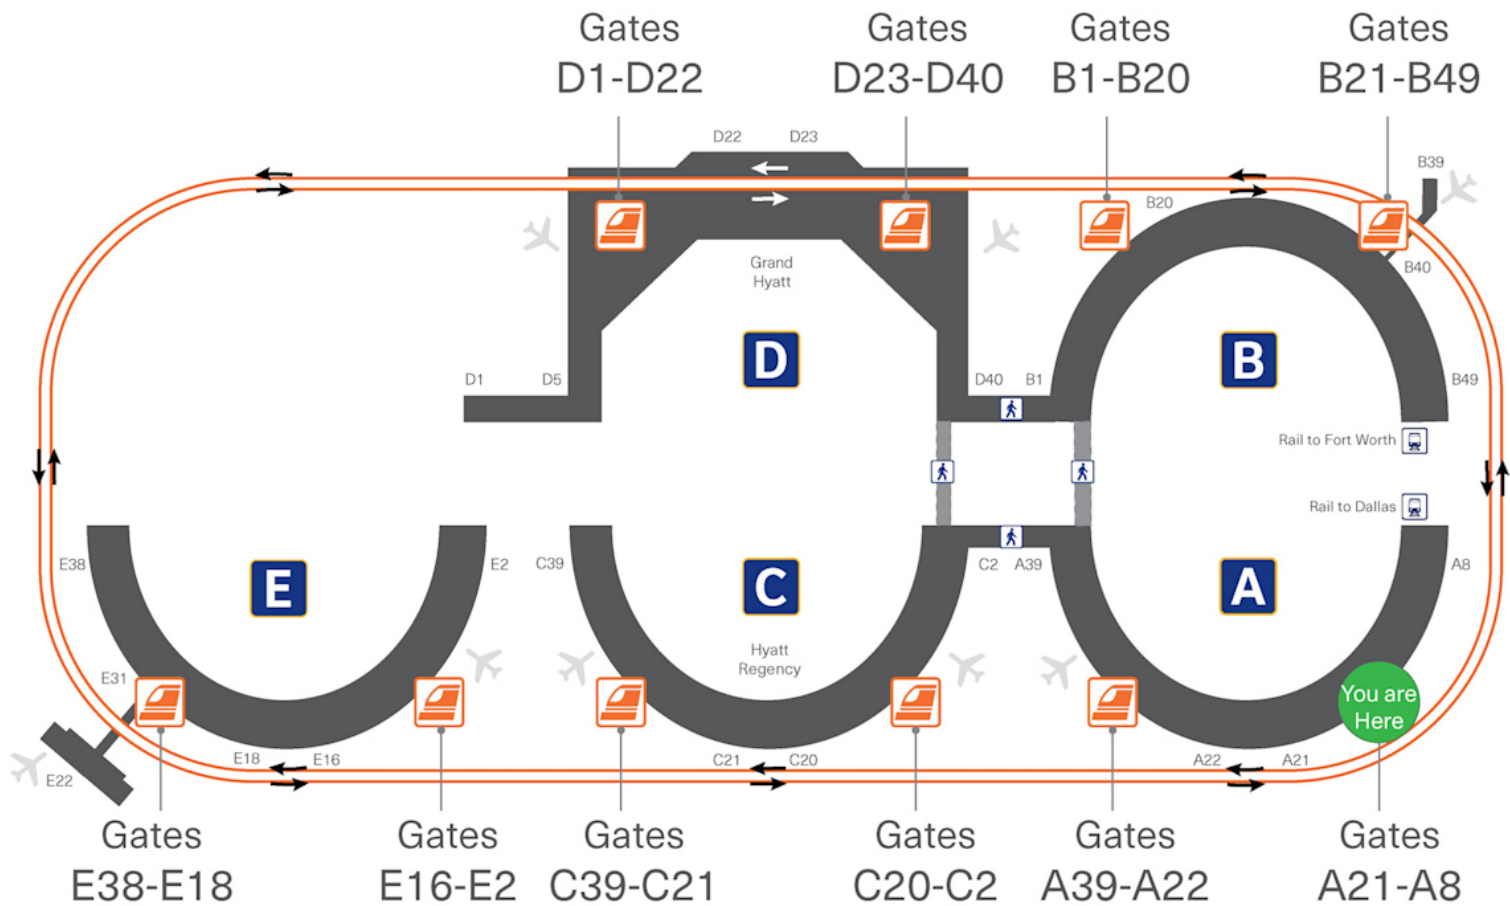 Gates
D1-D22
Gates
D23-D40
Gates
B1-B20
Gates
B21-B49
D22
D23
B39
B20
Grand
Hyatt
B40
D
B
D1
D5
D40
B1
B49
Rail to Fort Worth
Rail to Dallas
E38
E2
C39
C2
A39
A8
E
C
A
Hyatt
Regency
E31
You are
Here
E18
E16
C21
C20
A22
A21
E22
Gates
E38-E18
Gates
E16-E2
Gates
C39-C21
Gates
C20-C2
Gates
A39-A22
Gates
A21-A8